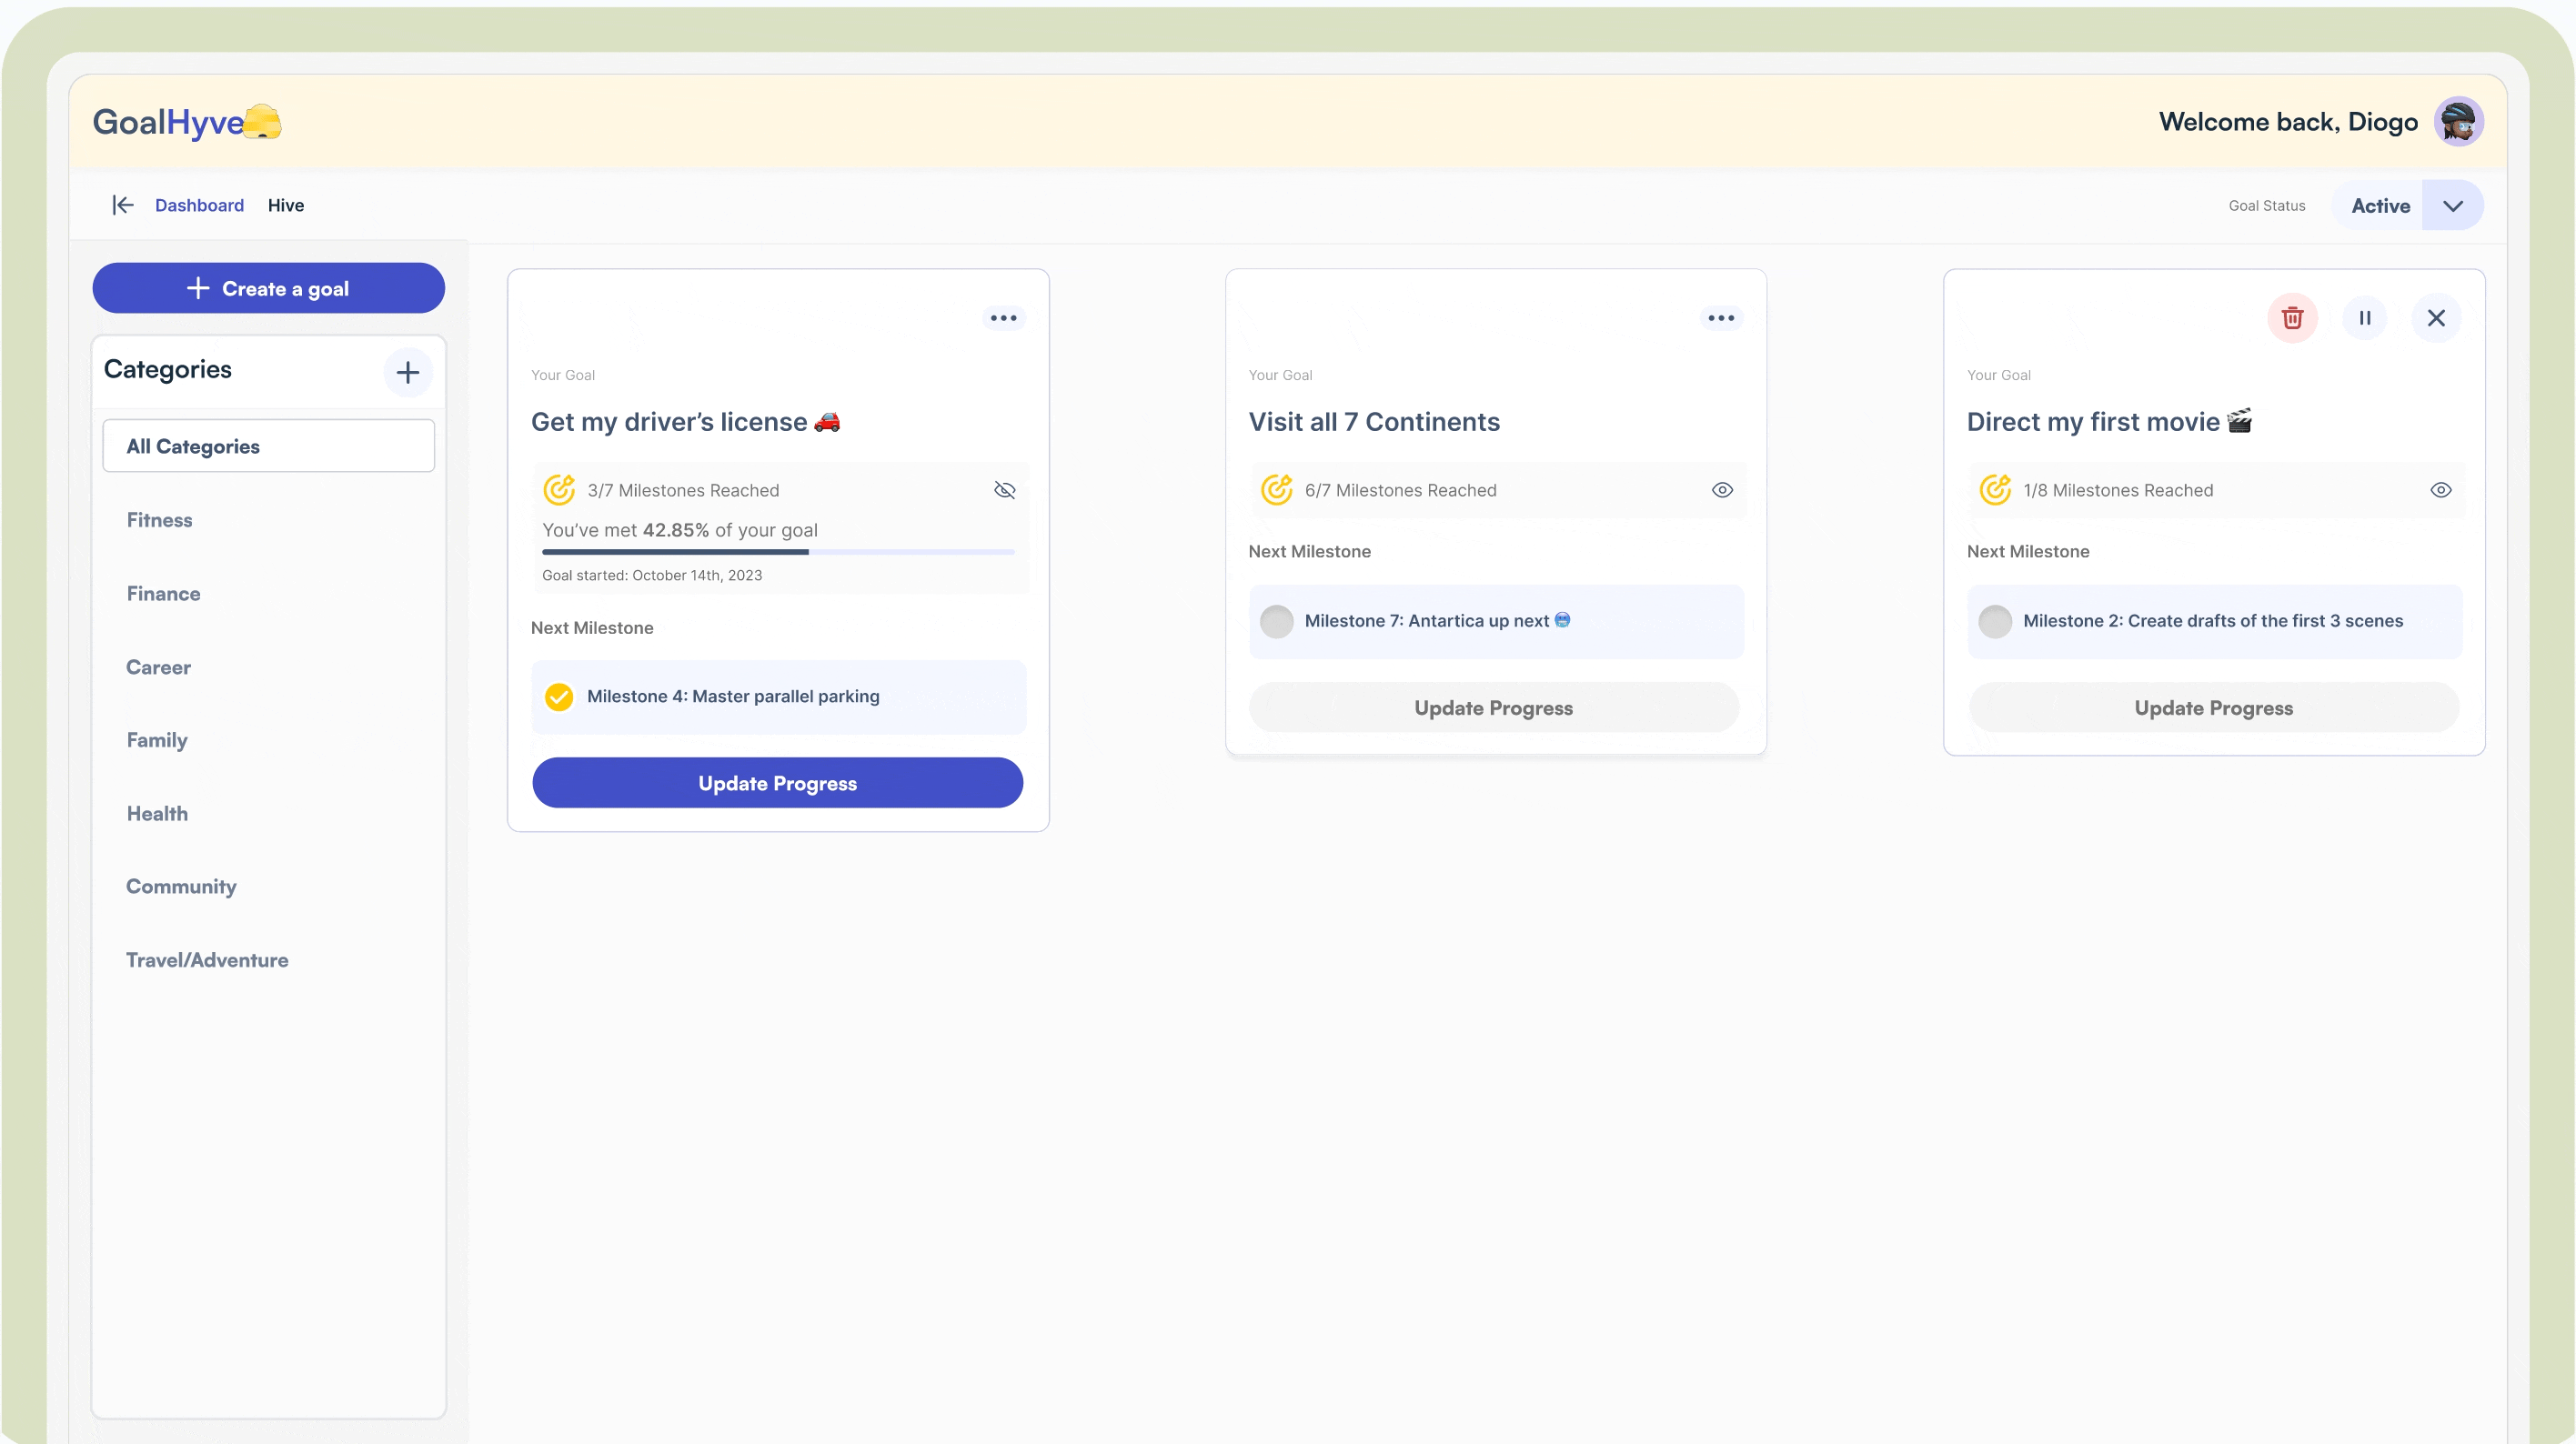 GoalHyve
Welcome back, Diogo
Dashboard Hive
Goal Status Active
Create a goal
Categories
All Categories
Fitness
Finance
Career
Family
Health
Community
Travel/Adventure
Your Goal
Get my driver’s license 🚗
3/7 Milestones Reached
You’ve met 42.85% of your goal
Goal started: October 14th, 2023
Next Milestone
Milestone 4: Master parallel parking
Update Progress
Your Goal
Visit all 7 Continents
6/7 Milestones Reached
Next Milestone
Milestone 7: Antartica up next 🥶
Update Progress
Your Goal
Direct my first movie 🎬
1/8 Milestones Reached
Next Milestone
Milestone 2: Create drafts of the first 3 scenes
Update Progress